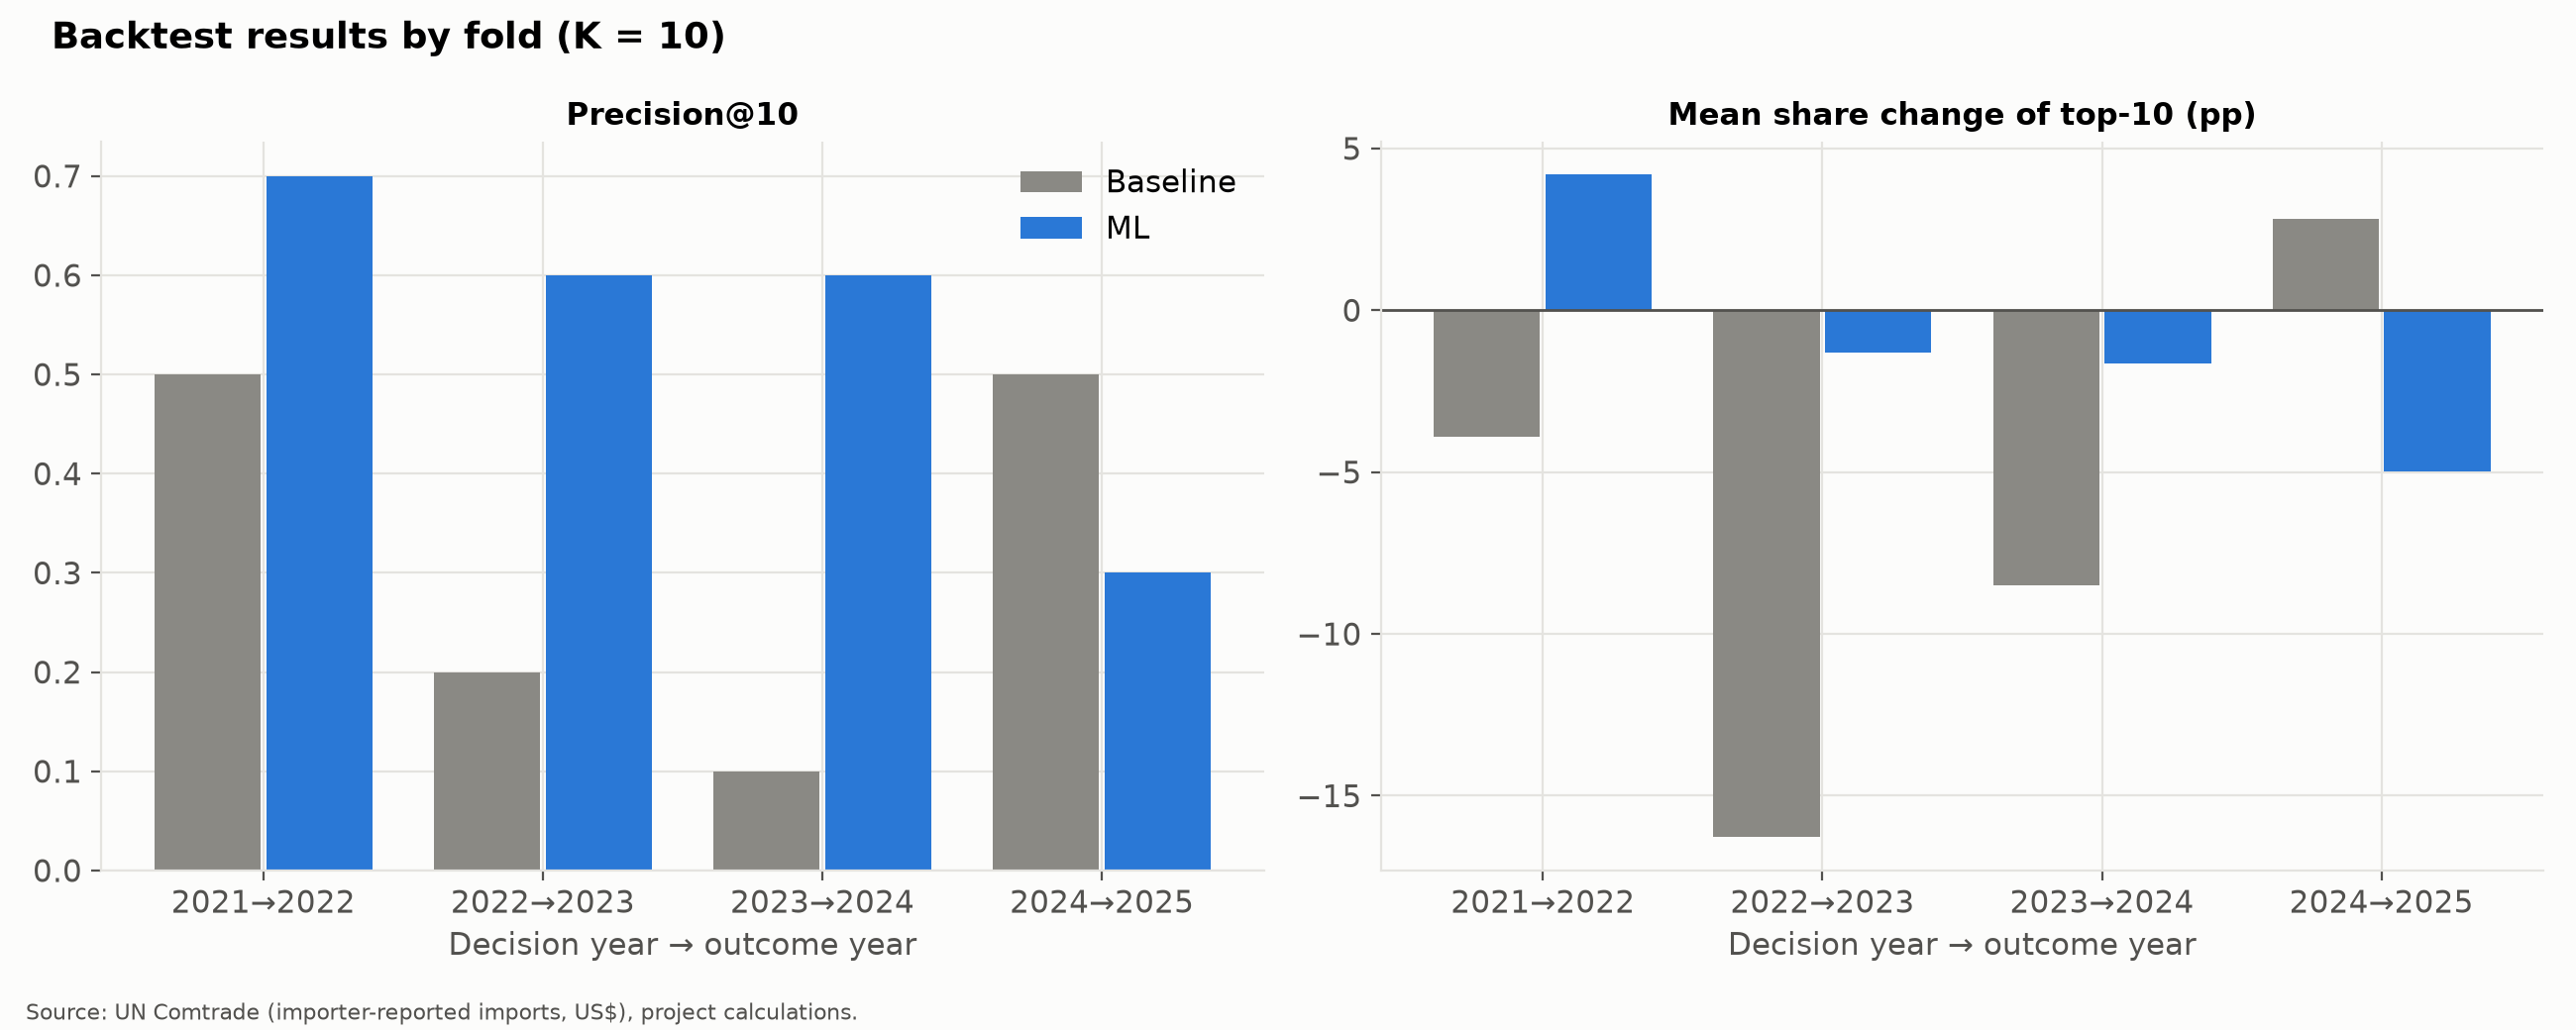 Backtest results by fold (K = 10)
Precision@10
0.7
0.6
0.5
0.4
0.3
0.2
0.1
0.0
Baseline
ML
2021→2022 2022→2023 2023→2024 2024→2025
Decision year → outcome year
Mean share change of top-10 (pp)
5
0
−5
−10
−15
2021→2022 2022→2023 2023→2024 2024→2025
Decision year → outcome year
Source: UN Comtrade (importer-reported imports, US$), project calculations.